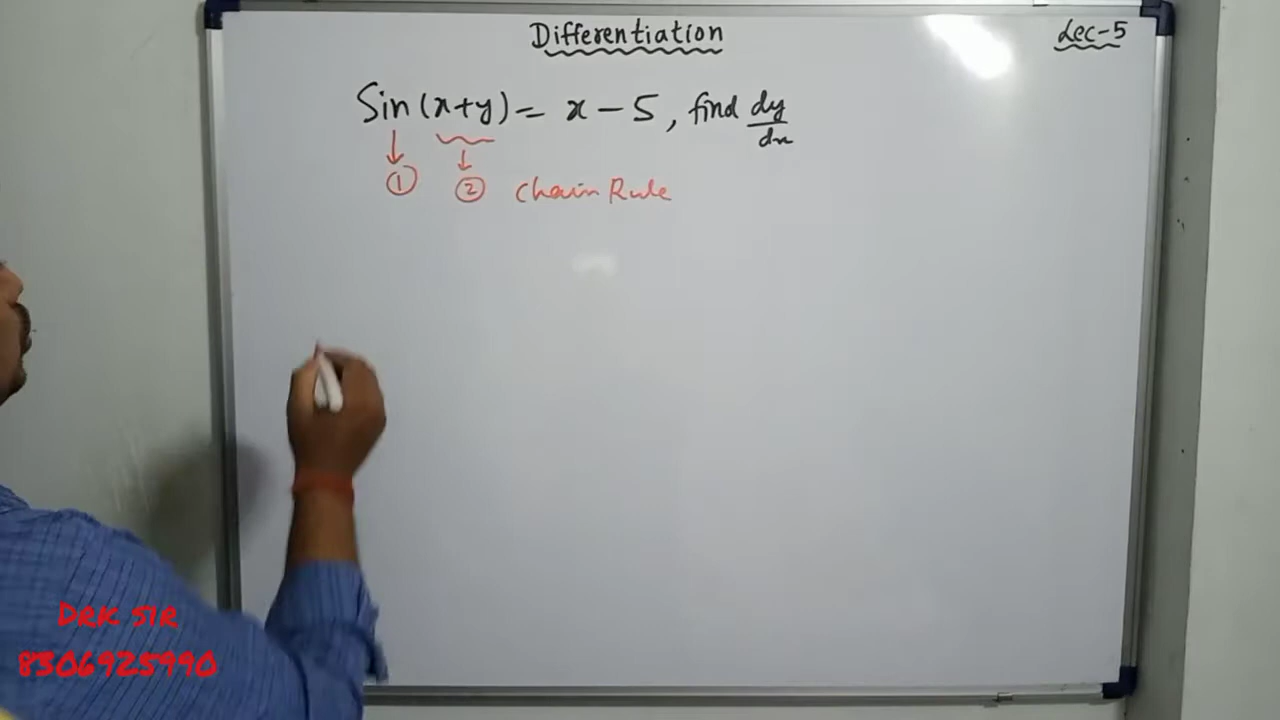 Differentiation
Lec-5
Sin(x+y) = x - 5, find dy/dx
↓ ↓
① ② Chain Rule
DRK SIR
8306925990